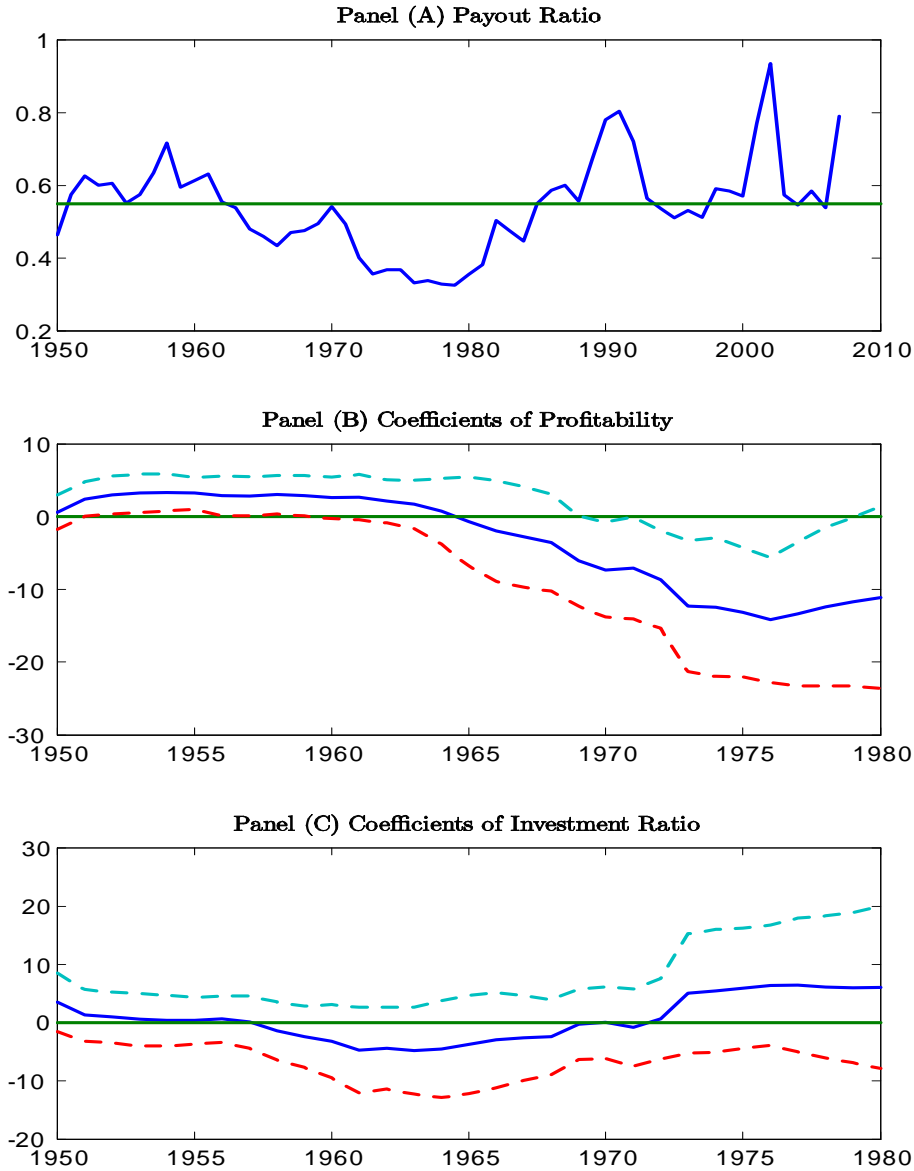 Panel (A) Payout Ratio
1
0.8
0.6
0.4
0.2
1950 1960 1970 1980 1990 2000 2010
Panel (B) Coefficients of Profitability
10
0
-10
-20
-30
1950 1955 1960 1965 1970 1975 1980
Panel (C) Coefficients of Investment Ratio
30
20
10
0
-10
-20
1950 1955 1960 1965 1970 1975 1980